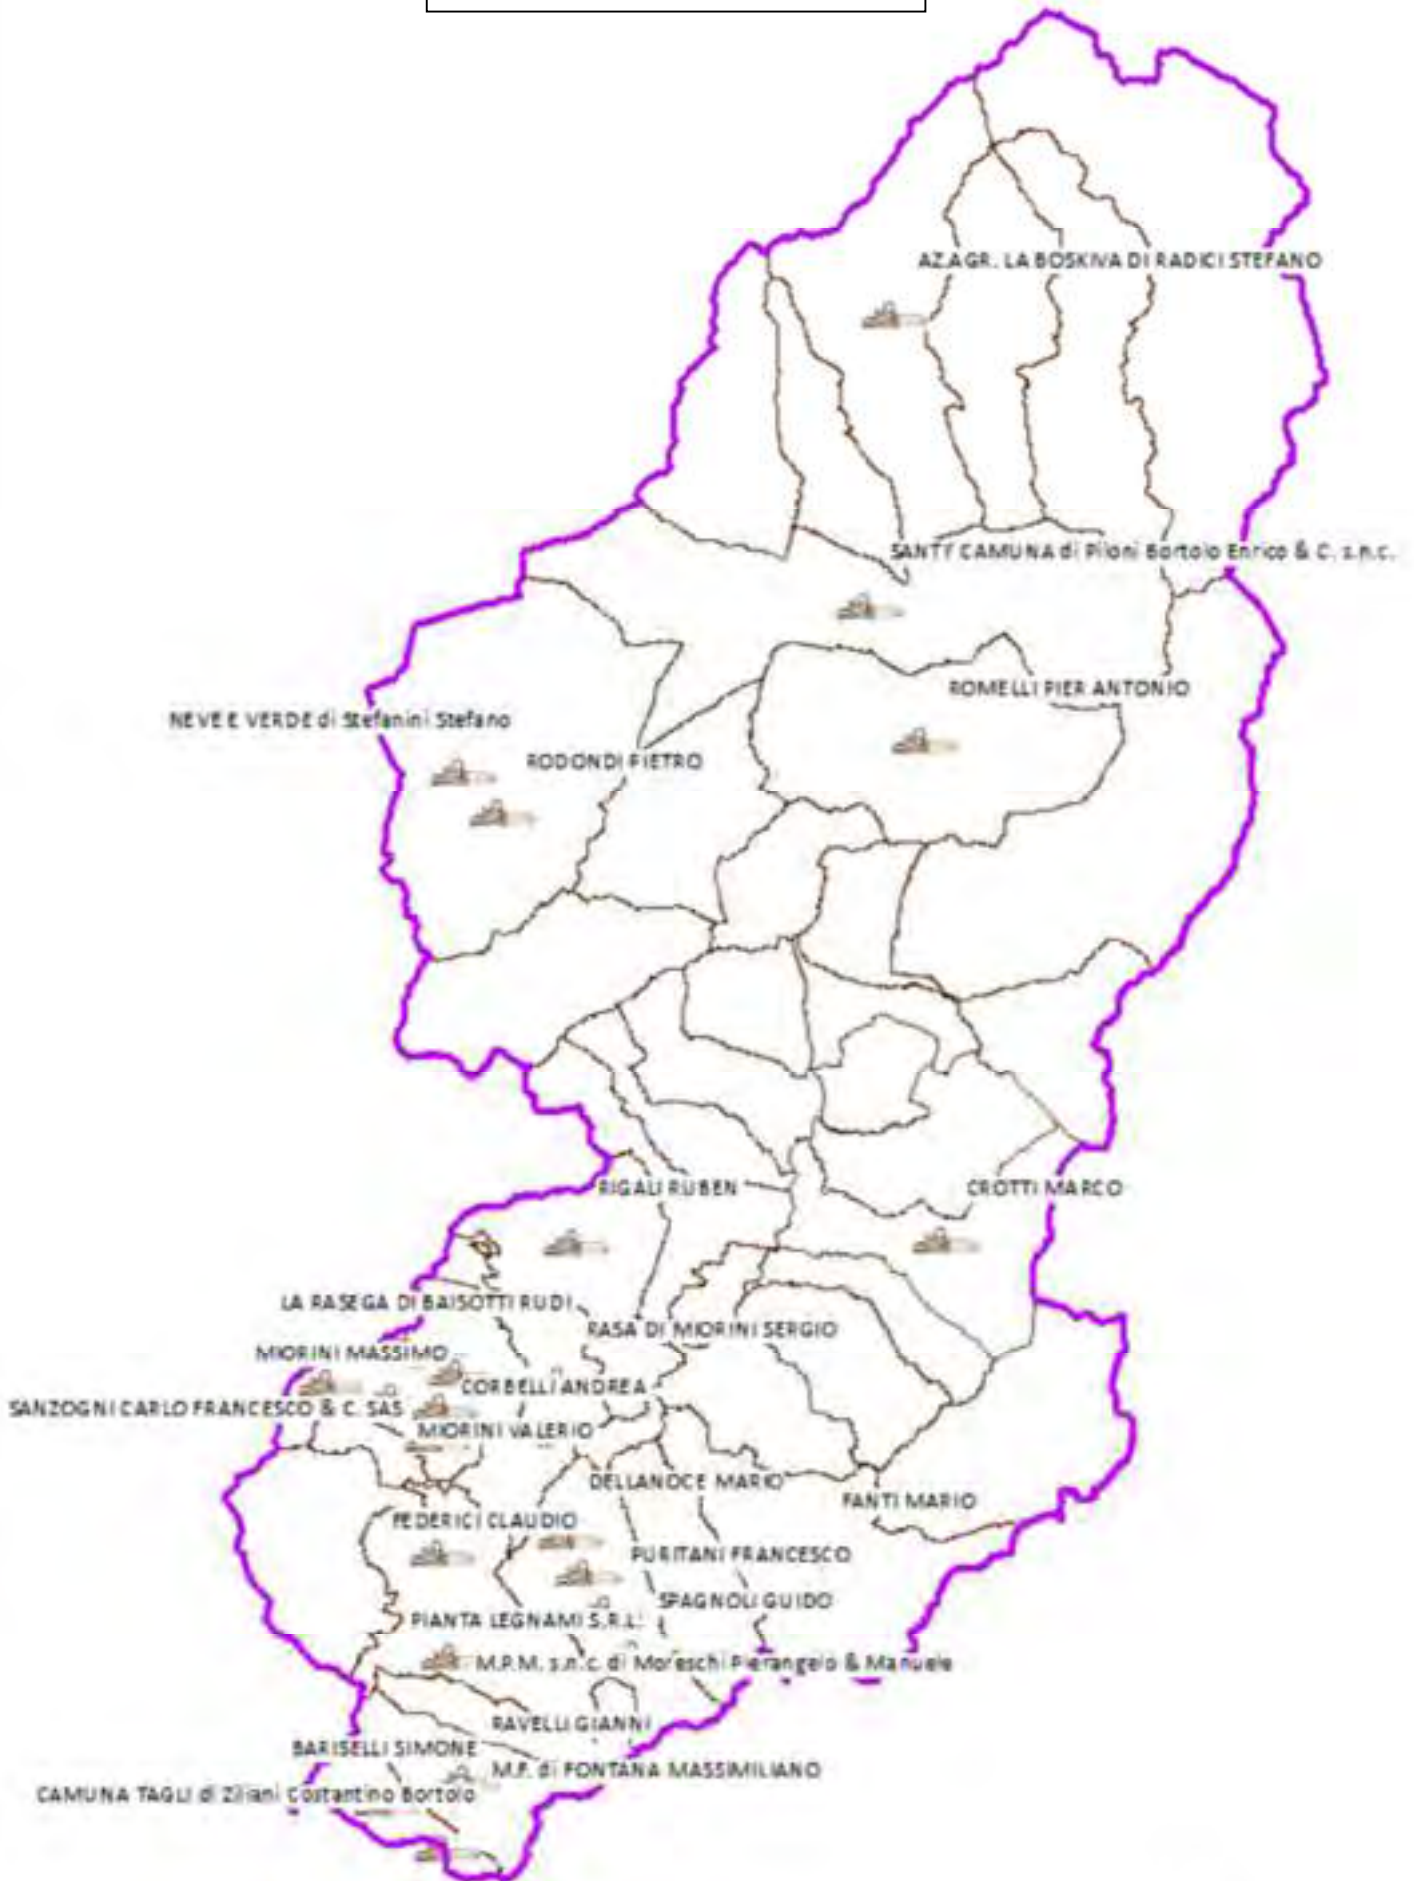 AZ.AGR. LA BOSKIVA DI RADICI STEFANO
SANTI' CAMUNA di Piloni Bortolo Enrico & C. s.n.c.
ROMELLI PIER ANTONIO
NEVE E VERDE di Stefanini Stefano
RODONDI PIETRO
RIGALI RUBEN
CROTTI MARCO
LA RASEGA DI BAISOTTI RUDI
RASA DI MIORINI SERGIO
MIORINI MASSIMO
CORBELLI ANDREA
SANZOGNI CARLO FRANCESCO & C. SAS
MIORINI VALERIO
DELLANOCE MARIO
FANTI MARIO
FEDERICI CLAUDIO
PURITANI FRANCESCO
SPAGNOLI GUIDO
PIANTA LEGNAMI S.R.L.
M.P.M. s.n.c. di Moreschi Pierangelo & Manuele
RAVELLI GIANNI
BARISELLI SIMONE
M.F. di FONTANA MASSIMILIANO
CAMUNA TAGLI di Ziliani Costantino Bortolo